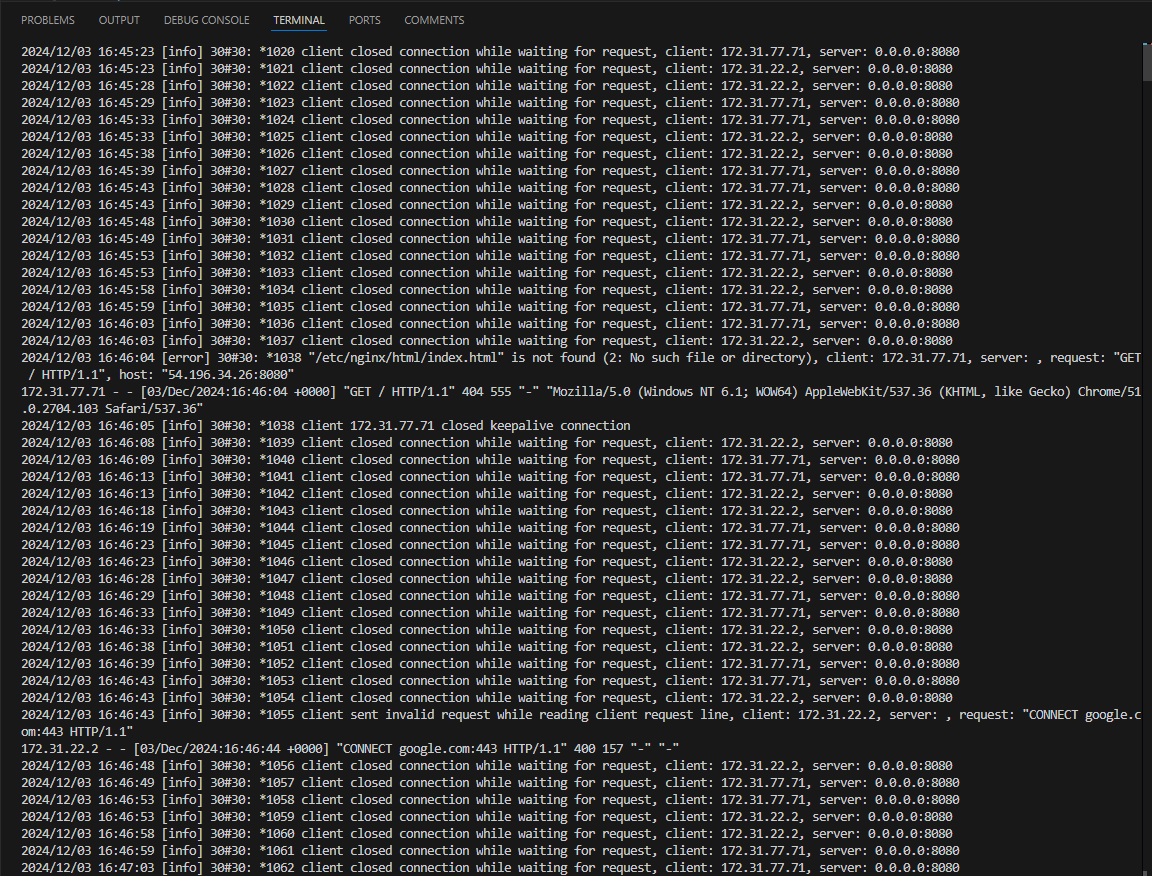 PROBLEMS OUTPUT DEBUG CONSOLE TERMINAL PORTS COMMENTS
2024/12/03 16:45:23 [info] 30#30: *1020 client closed connection while waiting for request, client: 172.31.77.71, server: 0.0.0.0:8080
2024/12/03 16:45:23 [info] 30#30: *1021 client closed connection while waiting for request, client: 172.31.22.2, server: 0.0.0.0:8080
2024/12/03 16:45:28 [info] 30#30: *1022 client closed connection while waiting for request, client: 172.31.22.2, server: 0.0.0.0:8080
2024/12/03 16:45:29 [info] 30#30: *1023 client closed connection while waiting for request, client: 172.31.77.71, server: 0.0.0.0:8080
2024/12/03 16:45:33 [info] 30#30: *1024 client closed connection while waiting for request, client: 172.31.77.71, server: 0.0.0.0:8080
2024/12/03 16:45:33 [info] 30#30: *1025 client closed connection while waiting for request, client: 172.31.22.2, server: 0.0.0.0:8080
2024/12/03 16:45:38 [info] 30#30: *1026 client closed connection while waiting for request, client: 172.31.22.2, server: 0.0.0.0:8080
2024/12/03 16:45:39 [info] 30#30: *1027 client closed connection while waiting for request, client: 172.31.77.71, server: 0.0.0.0:8080
2024/12/03 16:45:43 [info] 30#30: *1028 client closed connection while waiting for request, client: 172.31.77.71, server: 0.0.0.0:8080
2024/12/03 16:45:43 [info] 30#30: *1029 client closed connection while waiting for request, client: 172.31.22.2, server: 0.0.0.0:8080
2024/12/03 16:45:48 [info] 30#30: *1030 client closed connection while waiting for request, client: 172.31.22.2, server: 0.0.0.0:8080
2024/12/03 16:45:49 [info] 30#30: *1031 client closed connection while waiting for request, client: 172.31.77.71, server: 0.0.0.0:8080
2024/12/03 16:45:53 [info] 30#30: *1032 client closed connection while waiting for request, client: 172.31.77.71, server: 0.0.0.0:8080
2024/12/03 16:45:53 [info] 30#30: *1033 client closed connection while waiting for request, client: 172.31.22.2, server: 0.0.0.0:8080
2024/12/03 16:45:58 [info] 30#30: *1034 client closed connection while waiting for request, client: 172.31.22.2, server: 0.0.0.0:8080
2024/12/03 16:45:59 [info] 30#30: *1035 client closed connection while waiting for request, client: 172.31.77.71, server: 0.0.0.0:8080
2024/12/03 16:46:03 [info] 30#30: *1036 client closed connection while waiting for request, client: 172.31.77.71, server: 0.0.0.0:8080
2024/12/03 16:46:03 [info] 30#30: *1037 client closed connection while waiting for request, client: 172.31.22.2, server: 0.0.0.0:8080
2024/12/03 16:46:04 [error] 30#30: *1038 "/etc/nginx/html/index.html" is not found (2: No such file or directory), client: 172.31.77.71, server: , request: "GET
/ HTTP/1.1", host: "54.196.34.26:8080"
172.31.77.71 - - [03/Dec/2024:16:46:04 +0000] "GET / HTTP/1.1" 404 555 "-" "Mozilla/5.0 (Windows NT 6.1; WOW64) AppleWebKit/537.36 (KHTML, like Gecko) Chrome/51
.0.2704.103 Safari/537.36"
2024/12/03 16:46:05 [info] 30#30: *1038 client 172.31.77.71 closed keepalive connection
2024/12/03 16:46:08 [info] 30#30: *1039 client closed connection while waiting for request, client: 172.31.22.2, server: 0.0.0.0:8080
2024/12/03 16:46:09 [info] 30#30: *1040 client closed connection while waiting for request, client: 172.31.77.71, server: 0.0.0.0:8080
2024/12/03 16:46:13 [info] 30#30: *1041 client closed connection while waiting for request, client: 172.31.77.71, server: 0.0.0.0:8080
2024/12/03 16:46:13 [info] 30#30: *1042 client closed connection while waiting for request, client: 172.31.22.2, server: 0.0.0.0:8080
2024/12/03 16:46:18 [info] 30#30: *1043 client closed connection while waiting for request, client: 172.31.22.2, server: 0.0.0.0:8080
2024/12/03 16:46:19 [info] 30#30: *1044 client closed connection while waiting for request, client: 172.31.77.71, server: 0.0.0.0:8080
2024/12/03 16:46:23 [info] 30#30: *1045 client closed connection while waiting for request, client: 172.31.77.71, server: 0.0.0.0:8080
2024/12/03 16:46:23 [info] 30#30: *1046 client closed connection while waiting for request, client: 172.31.22.2, server: 0.0.0.0:8080
2024/12/03 16:46:28 [info] 30#30: *1047 client closed connection while waiting for request, client: 172.31.22.2, server: 0.0.0.0:8080
2024/12/03 16:46:29 [info] 30#30: *1048 client closed connection while waiting for request, client: 172.31.77.71, server: 0.0.0.0:8080
2024/12/03 16:46:33 [info] 30#30: *1049 client closed connection while waiting for request, client: 172.31.77.71, server: 0.0.0.0:8080
2024/12/03 16:46:33 [info] 30#30: *1050 client closed connection while waiting for request, client: 172.31.22.2, server: 0.0.0.0:8080
2024/12/03 16:46:38 [info] 30#30: *1051 client closed connection while waiting for request, client: 172.31.22.2, server: 0.0.0.0:8080
2024/12/03 16:46:39 [info] 30#30: *1052 client closed connection while waiting for request, client: 172.31.77.71, server: 0.0.0.0:8080
2024/12/03 16:46:43 [info] 30#30: *1053 client closed connection while waiting for request, client: 172.31.77.71, server: 0.0.0.0:8080
2024/12/03 16:46:43 [info] 30#30: *1054 client closed connection while waiting for request, client: 172.31.22.2, server: 0.0.0.0:8080
2024/12/03 16:46:43 [info] 30#30: *1055 client sent invalid request while reading client request line, client: 172.31.22.2, server: , request: "CONNECT google.c
om:443 HTTP/1.1"
172.31.22.2 - - [03/Dec/2024:16:46:44 +0000] "CONNECT google.com:443 HTTP/1.1" 400 157 "-" "-"
2024/12/03 16:46:48 [info] 30#30: *1056 client closed connection while waiting for request, client: 172.31.22.2, server: 0.0.0.0:8080
2024/12/03 16:46:49 [info] 30#30: *1057 client closed connection while waiting for request, client: 172.31.77.71, server: 0.0.0.0:8080
2024/12/03 16:46:53 [info] 30#30: *1058 client closed connection while waiting for request, client: 172.31.77.71, server: 0.0.0.0:8080
2024/12/03 16:46:53 [info] 30#30: *1059 client closed connection while waiting for request, client: 172.31.22.2, server: 0.0.0.0:8080
2024/12/03 16:46:58 [info] 30#30: *1060 client closed connection while waiting for request, client: 172.31.22.2, server: 0.0.0.0:8080
2024/12/03 16:46:59 [info] 30#30: *1061 client closed connection while waiting for request, client: 172.31.77.71, server: 0.0.0.0:8080
2024/12/03 16:47:03 [info] 30#30: *1062 client closed connection while waiting for request, client: 172.31.77.71, server: 0.0.0.0:8080